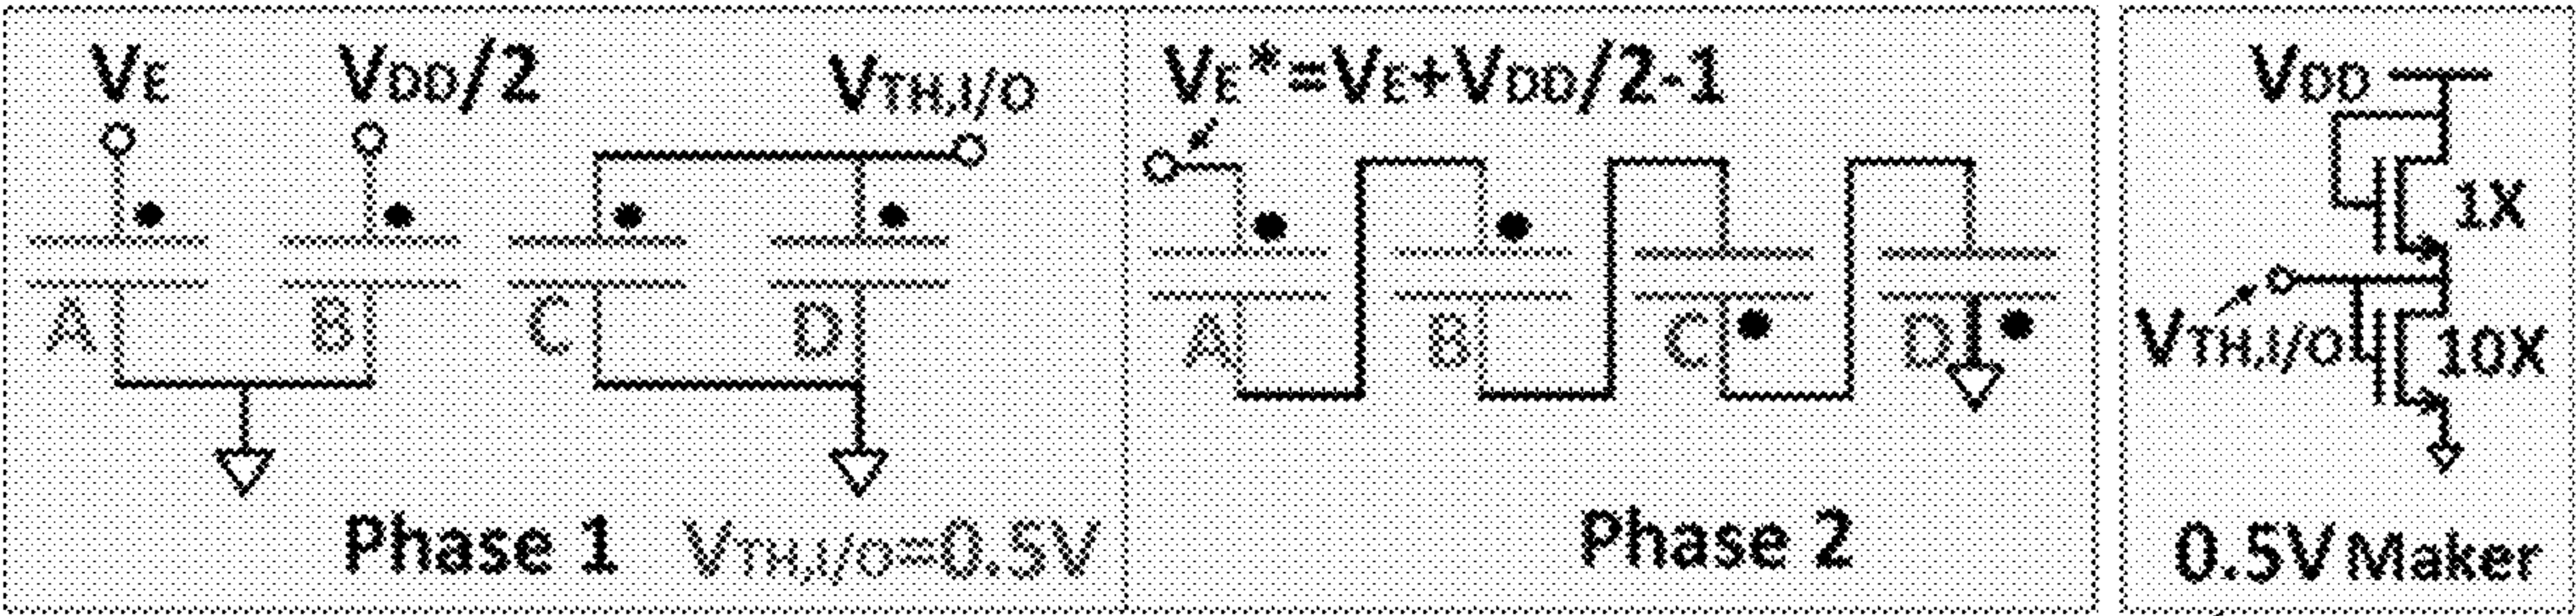 VE
VDD/2
VTH,I/O
A
B
C
D
Phase 1
VTH,I/O=0.5V
VE*=VE+VDD/2-1
A
B
C
D
Phase 2
VDD
1X
VTH,I/O
10X
0.5V Maker